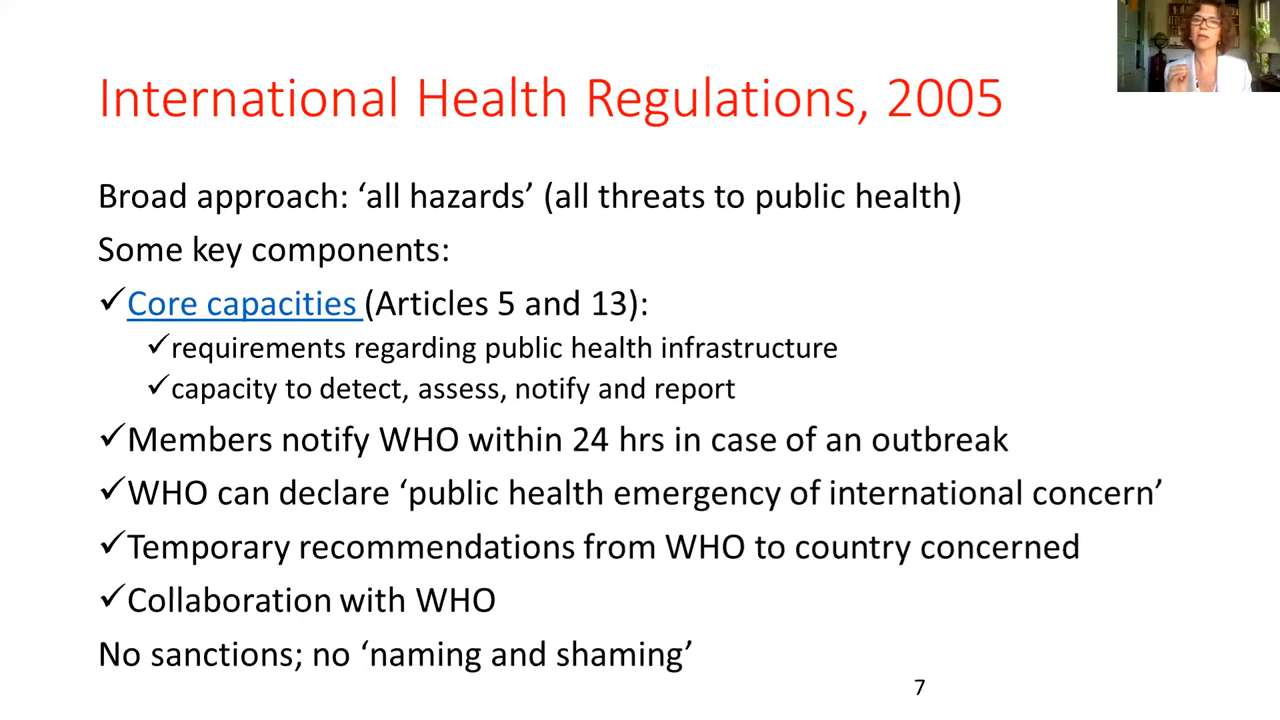 International Health Regulations, 2005
Broad approach: ‘all hazards’ (all threats to public health)
Some key components:
✓Core capacities (Articles 5 and 13):
✓requirements regarding public health infrastructure
✓capacity to detect, assess, notify and report
✓Members notify WHO within 24 hrs in case of an outbreak
✓WHO can declare ‘public health emergency of international concern’
✓Temporary recommendations from WHO to country concerned
✓Collaboration with WHO
No sanctions; no ‘naming and shaming’
7